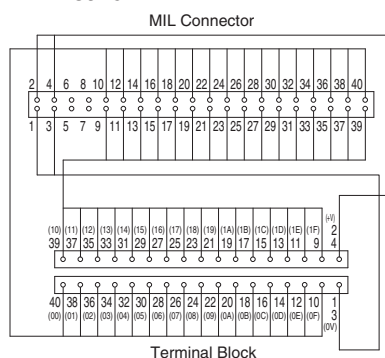 MIL Connector
2 4 6 8 10 12 14 16 18 20 22 24 26 28 30 32 34 36 38 40
1 3 5 7 9 11 13 15 17 19 21 23 25 27 29 31 33 35 37 39
(10) (11) (12) (13) (14) (15) (16) (17) (18) (19) (1A) (1B) (1C) (1D) (1E) (1F) (+V) 2
39 37 35 33 31 29 27 25 23 21 19 17 15 13 11 9 4
40 38 36 34 32 30 28 26 24 22 20 18 16 14 12 10 1
(00) (01) (02) (03) (04) (05) (06) (07) (08) (09) (0A) (0B) (0C) (0D) (0E) (0F) 3
(0V)
Terminal Block